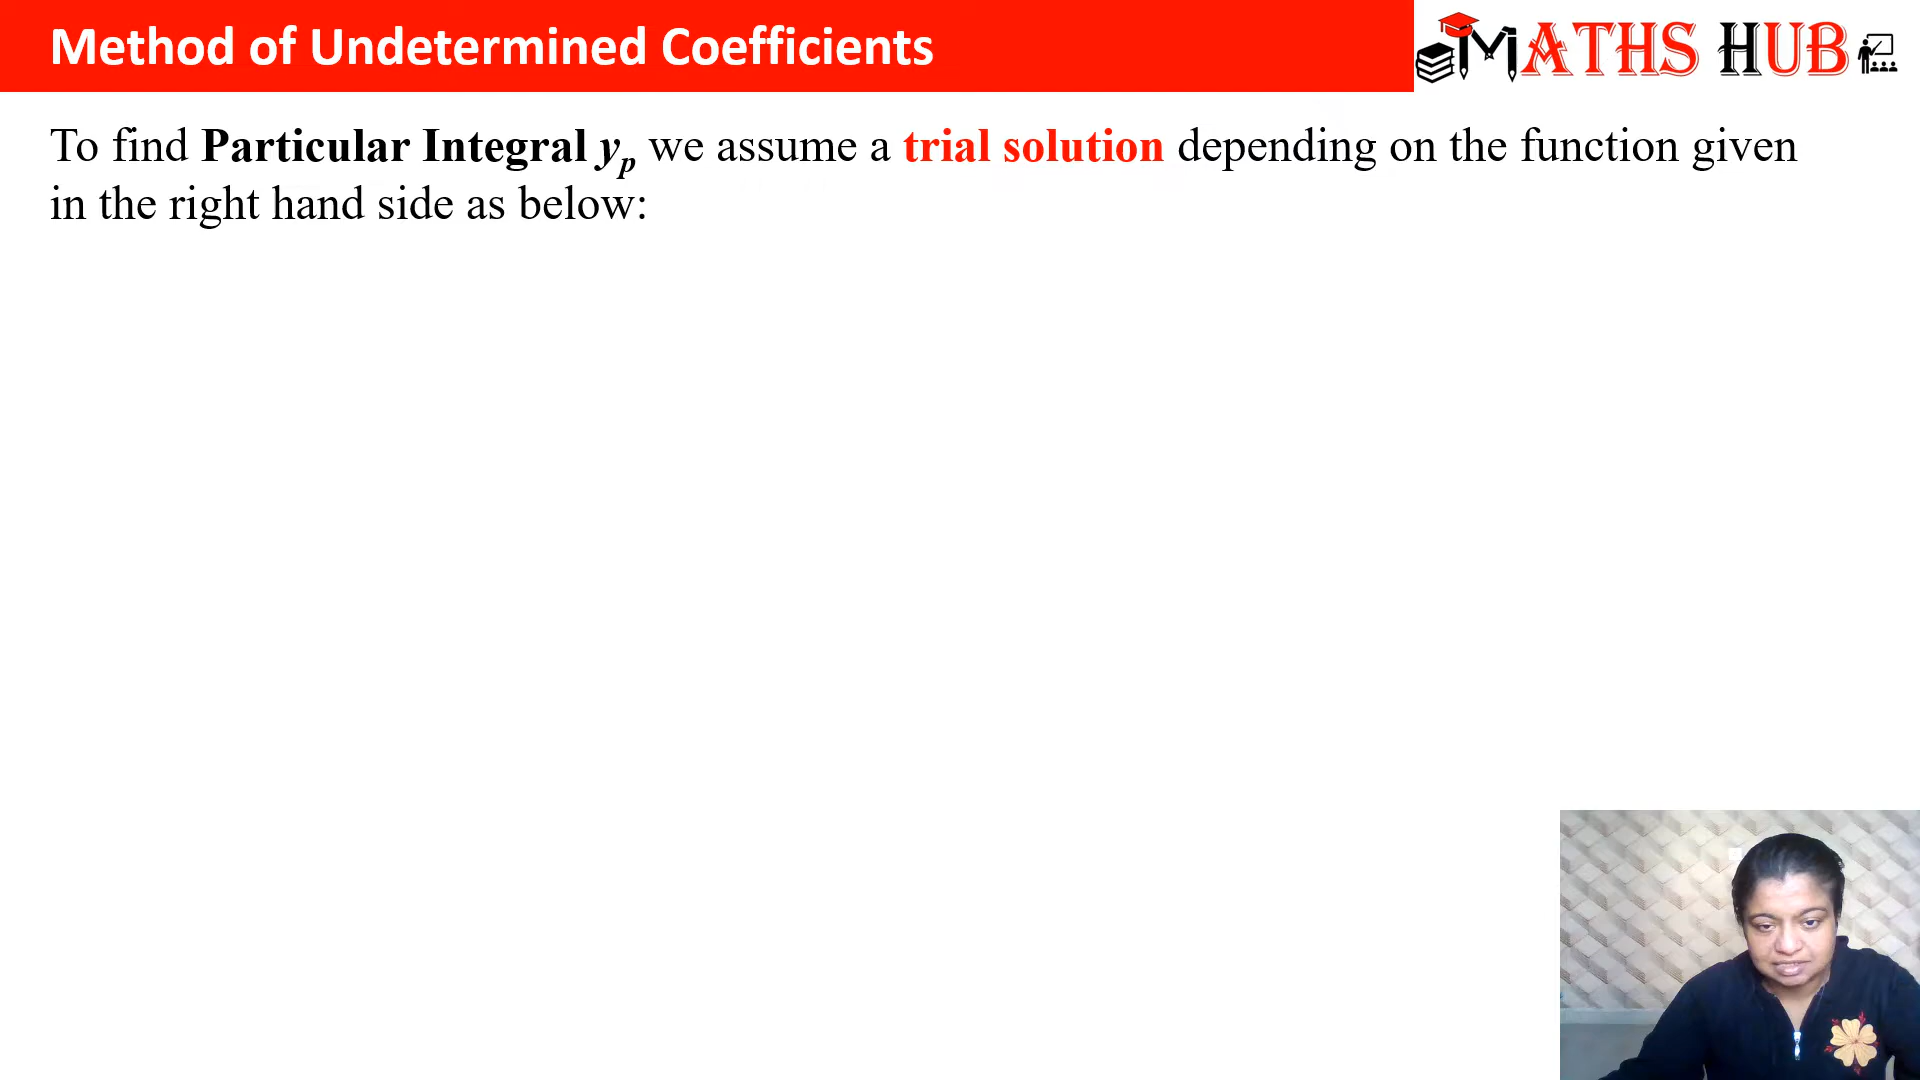 Method of Undetermined Coefficients
MATHS HUB
To find Particular Integral yₚ we assume a trial solution depending on the function given
in the right hand side as below: